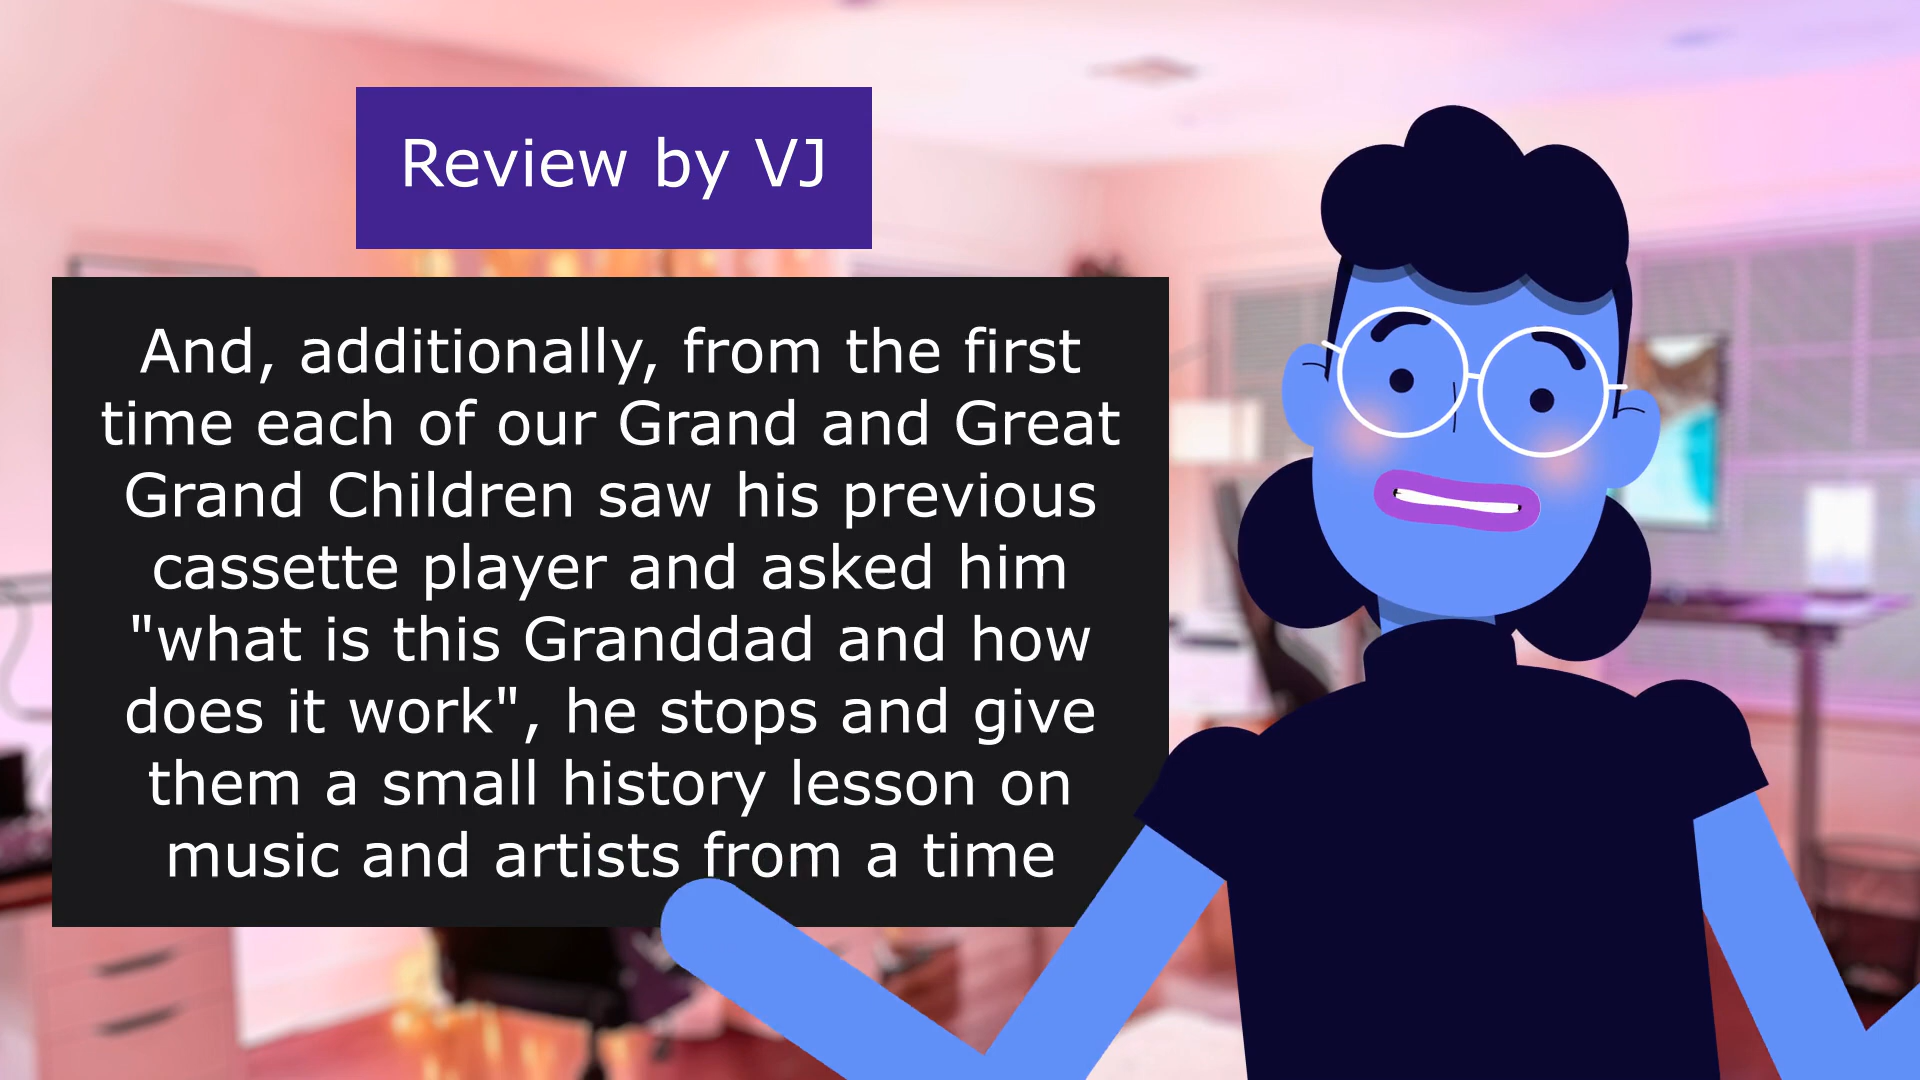 Review by VJ
And, additionally, from the first
time each of our Grand and Great
Grand Children saw his previous
cassette player and asked him
"what is this Granddad and how
does it work", he stops and give
them a small history lesson on
music and artists from a time